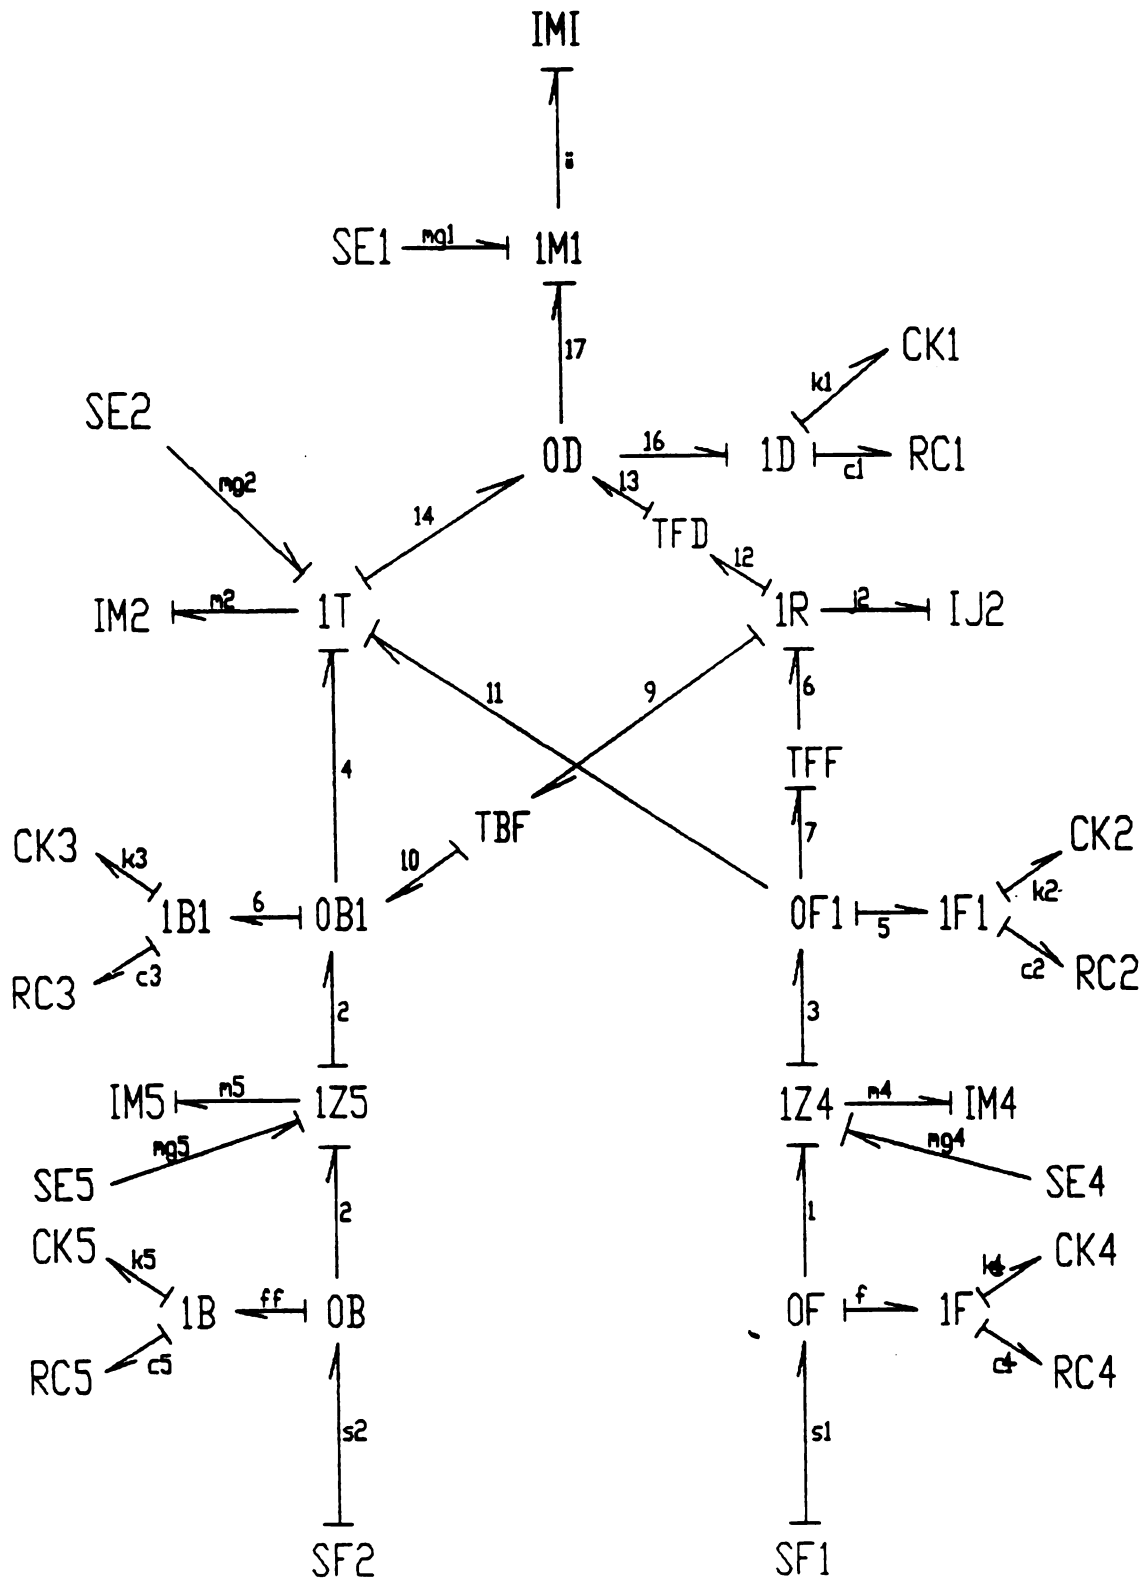 IMI
SE1 mg1 1M1
17
CK1
k1
SE2
0D 16 1D c1 RC1
mg2
13
14
TFD
12
IM2 m2 1T 1R j2 IJ2
11 9 6
4 TFF
TBF 7
CK3 k3 10 CK2
k2
1B1 6 0B1 0F1 5 1F1
RC3 c3 c2 RC2
2 3
IM5 m5 1Z5 1Z4 m4 IM4
mg5 mg4
SE5 SE4
2 1
CK5 k5 CK4
1B ff 0B 0F f 1F
RC5 c5 c4 RC4
s2 s1
SF2 SF1